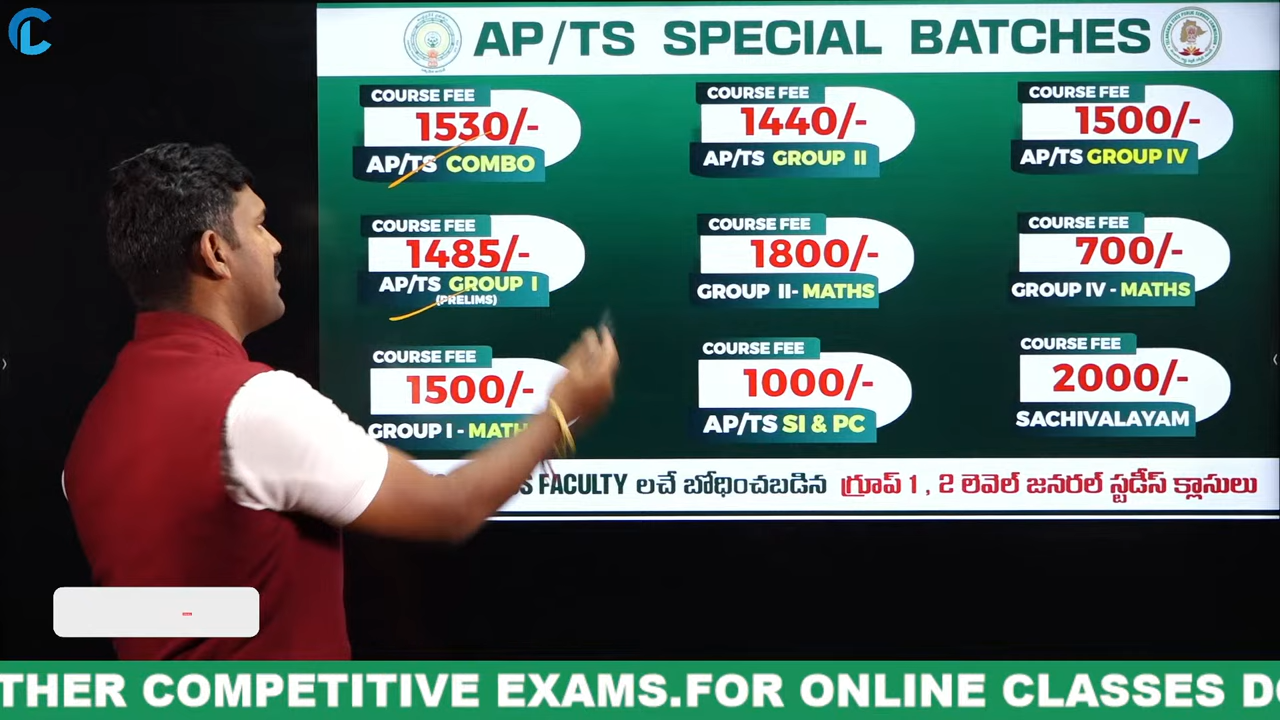 AP/TS SPECIAL BATCHES
COURSE FEE
1530/-
AP/TS COMBO
COURSE FEE
1440/-
AP/TS GROUP II
COURSE FEE
1500/-
AP/TS GROUP IV
COURSE FEE
1485/-
AP/TS GROUP I
(PRELIMS)
COURSE FEE
1800/-
GROUP II- MATHS
COURSE FEE
700/-
GROUP IV - MATHS
COURSE FEE
1500/-
GROUP I - MATH
COURSE FEE
1000/-
AP/TS SI & PC
COURSE FEE
2000/-
SACHIVALAYAM
S FACULTY లచే బోధించబడిన గ్రూప్ 1 , 2 లెవెల్ జనరల్ స్టడీస్ క్లాసులు
THER COMPETITIVE EXAMS.FOR ONLINE CLASSES D